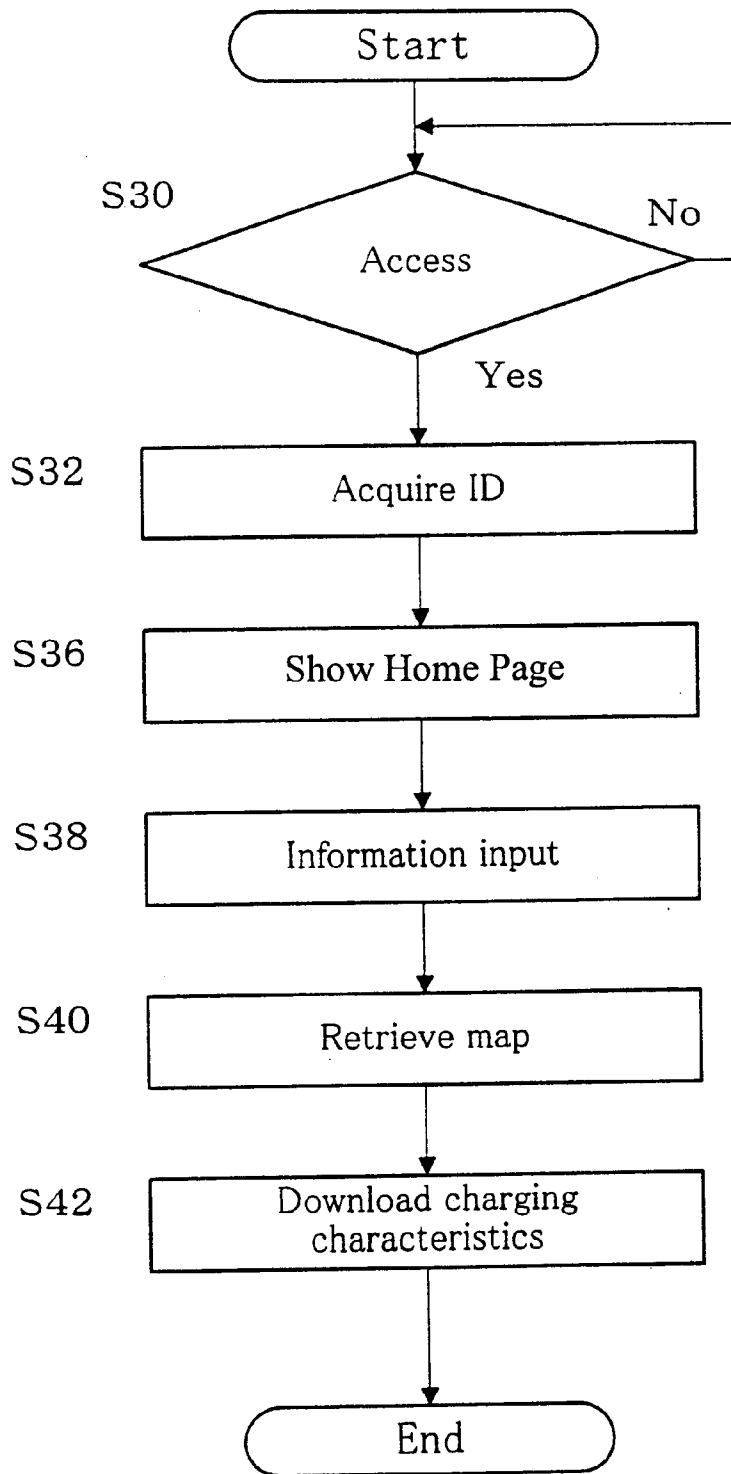 Start
S30
No
Access
Yes
S32
Acquire ID
S36
Show Home Page
S38
Information input
S40
Retrieve map
S42
Download charging
characteristics
End